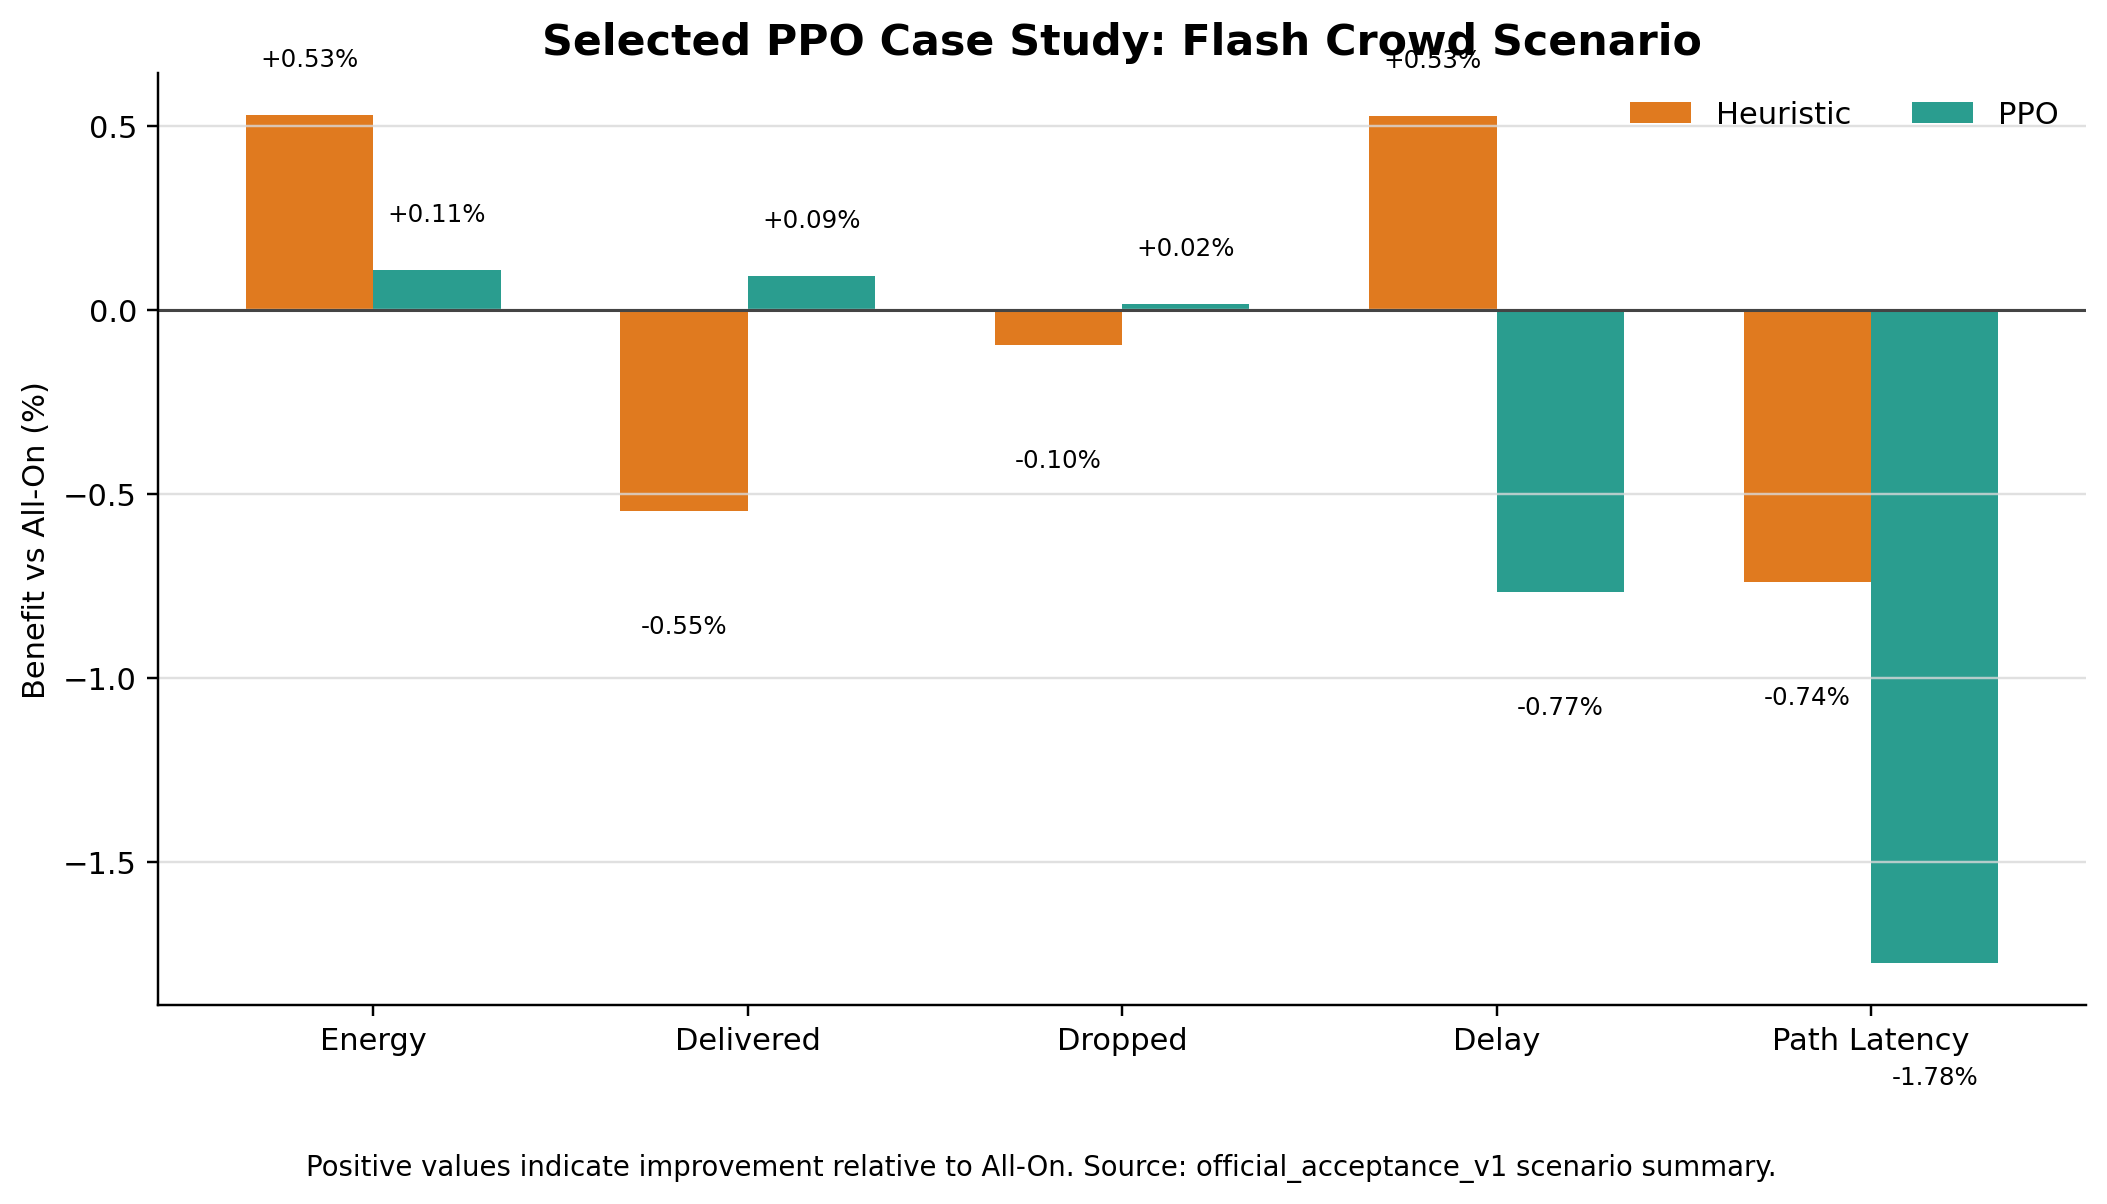 Selected PPO Case Study: Flash Crowd Scenario
+0.53%
+0.53%
Heuristic
PPO
+0.11%
+0.09%
+0.02%
-0.10%
-0.55%
-0.77%
-0.74%
0.5
0.0
−0.5
−1.0
−1.5
Benefit vs All-On (%)
Energy
Delivered
Dropped
Delay
Path Latency
-1.78%
Positive values indicate improvement relative to All-On. Source: official_acceptance_v1 scenario summary.